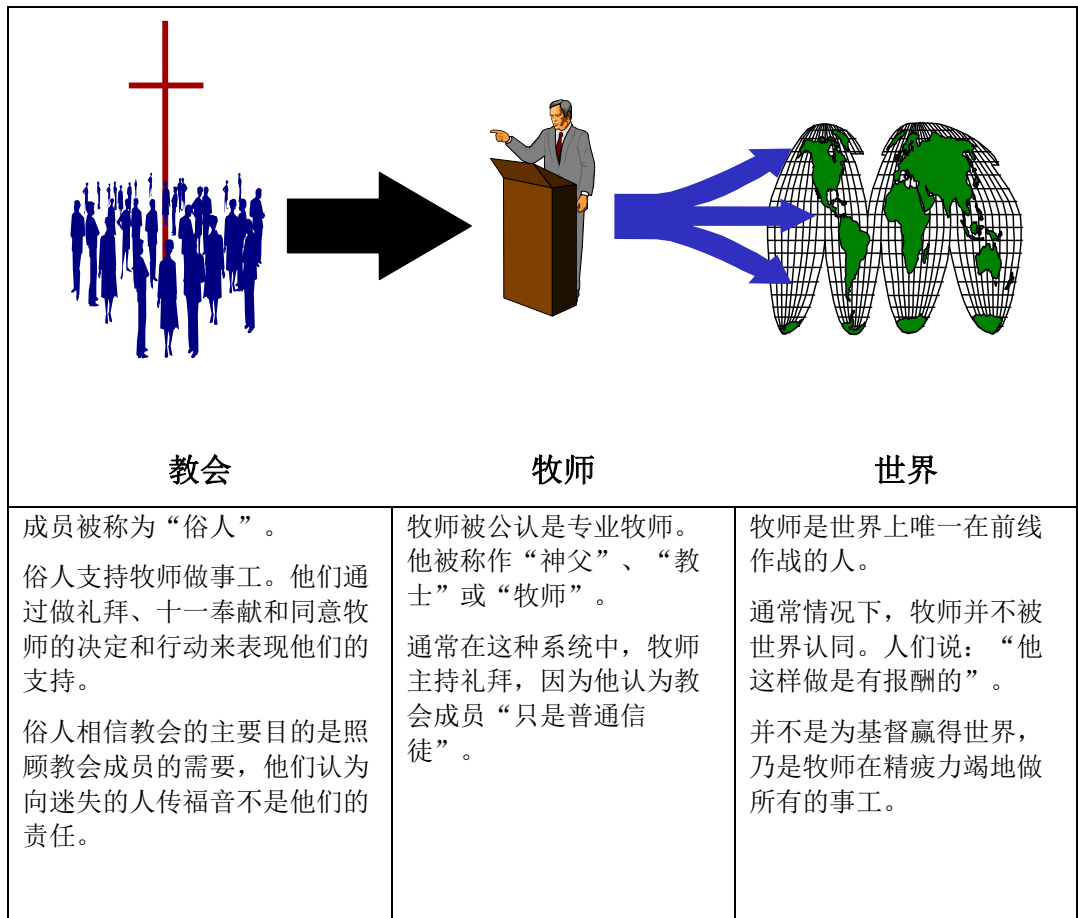 教会
牧师
世界
成员被称为“俗人”。
俗人支持牧师做事工。他们通
过做礼拜、十一奉献和同意牧
师的决定和行动来表现他们的
支持。
俗人相信教会的主要目的是照
顾教会成员的需要，他们认为
向迷失的人传福音不是他们的
责任。
牧师被公认是专业牧师。
他被称作“神父”、“教
士”或“牧师”。
通常在这种系统中，牧师
主持礼拜，因为他认为教
会成员“只是普通信
徒”。
牧师是世界上唯一在前线
作战的人。
通常情况下，牧师并不被
世界认同。人们说：“他
这样做是有报酬的”。
并不是为基督赢得世界，
乃是牧师在精疲力竭地做
所有的事工。